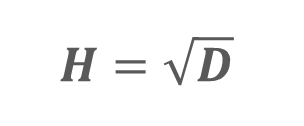 H = √D